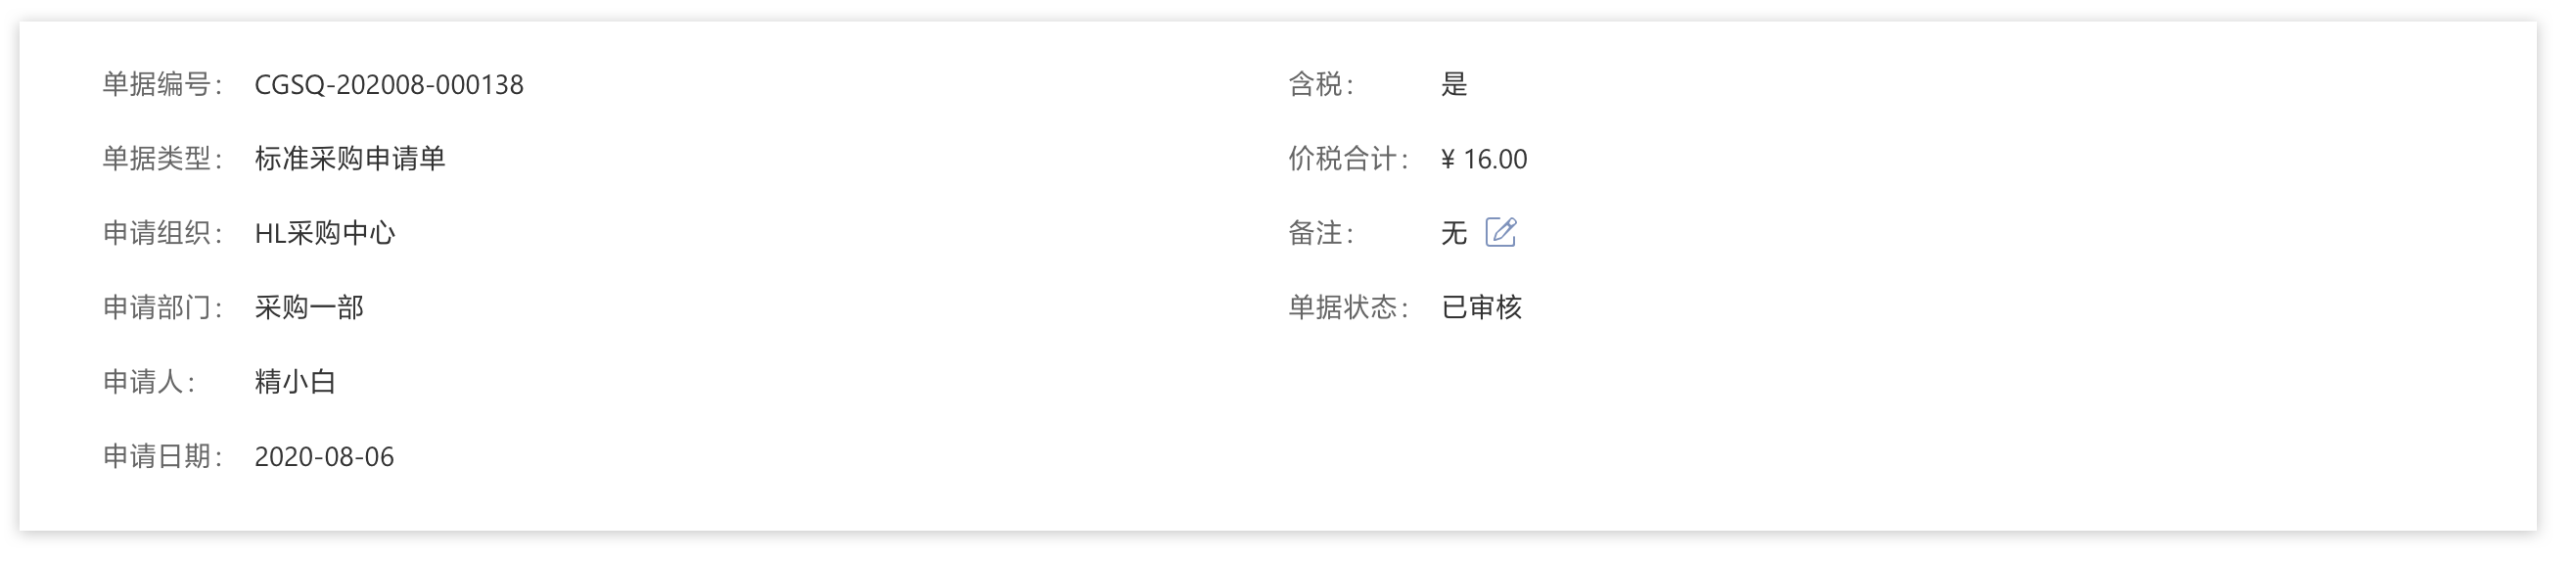 单据编号： CGSQ-202008-000138
单据类型： 标准采购申请单
申请组织： HL采购中心
申请部门： 采购一部
申请人： 精小白
申请日期： 2020-08-06
含税： 是
价税合计： ¥ 16.00
备注： 无
单据状态： 已审核